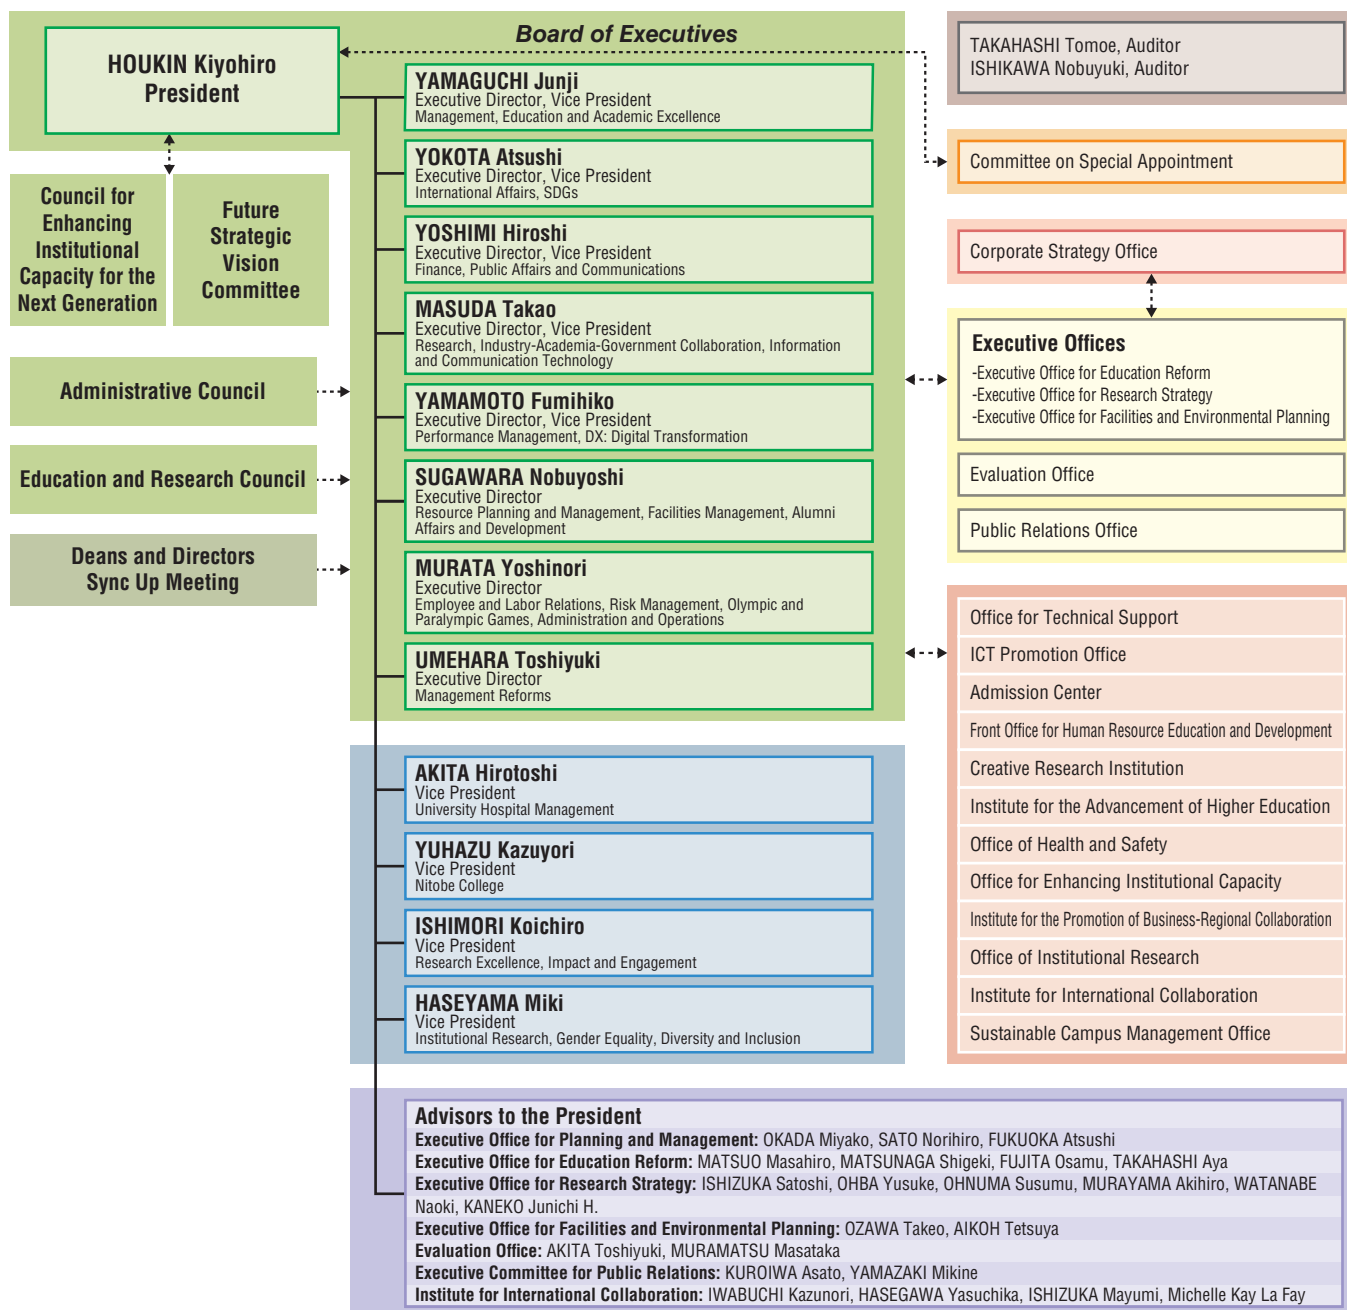 Board of Executives
HOUKIN Kiyohiro
President
YAMAGUCHI Junji
Executive Director, Vice President
Management, Education and Academic Excellence
YOKOTA Atsushi
Executive Director, Vice President
International Affairs, SDGs
YOSHIMI Hiroshi
Executive Director, Vice President
Finance, Public Affairs and Communications
MASUDA Takao
Executive Director, Vice President
Research, Industry-Academia-Government Collaboration, Information
and Communication Technology
YAMAMOTO Fumihiko
Executive Director, Vice President
Performance Management, DX: Digital Transformation
SUGAWARA Nobuyoshi
Executive Director
Resource Planning and Management, Facilities Management, Alumni
Affairs and Development
MURATA Yoshinori
Executive Director
Employee and Labor Relations, Risk Management, Olympic and
Paralympic Games, Administration and Operations
UMEHARA Toshiyuki
Executive Director
Management Reforms
Council for
Enhancing
Institutional
Capacity for the
Next Generation
Future
Strategic
Vision
Committee
Administrative Council
Education and Research Council
Deans and Directors
Sync Up Meeting
AKITA Hirotoshi
Vice President
University Hospital Management
YUHAZU Kazuyori
Vice President
Nitobe College
ISHIMORI Koichiro
Vice President
Research Excellence, Impact and Engagement
HASEYAMA Miki
Vice President
Institutional Research, Gender Equality, Diversity and Inclusion
TAKAHASHI Tomoe, Auditor
ISHIKAWA Nobuyuki, Auditor
Committee on Special Appointment
Corporate Strategy Office
Executive Offices
-Executive Office for Education Reform
-Executive Office for Research Strategy
-Executive Office for Facilities and Environmental Planning
Evaluation Office
Public Relations Office
Office for Technical Support
ICT Promotion Office
Admission Center
Front Office for Human Resource Education and Development
Creative Research Institution
Institute for the Advancement of Higher Education
Office of Health and Safety
Office for Enhancing Institutional Capacity
Institute for the Promotion of Business-Regional Collaboration
Office of Institutional Research
Institute for International Collaboration
Sustainable Campus Management Office
Advisors to the President
Executive Office for Planning and Management: OKADA Miyako, SATO Norihiro, FUKUOKA Atsushi
Executive Office for Education Reform: MATSUO Masahiro, MATSUNAGA Shigeki, FUJITA Osamu, TAKAHASHI Aya
Executive Office for Research Strategy: ISHIZUKA Satoshi, OHBA Yusuke, OHNUMA Susumu, MURAYAMA Akihiro, WATANABE
Naoki, KANEKO Junichi H.
Executive Office for Facilities and Environmental Planning: OZAWA Takeo, AIKOH Tetsuya
Evaluation Office: AKITA Toshiyuki, MURAMATSU Masataka
Executive Committee for Public Relations: KUROIWA Asato, YAMAZAKI Mikine
Institute for International Collaboration: IWABUCHI Kazunori, HASEGAWA Yasuchika, ISHIZUKA Mayumi, Michelle Kay La Fay